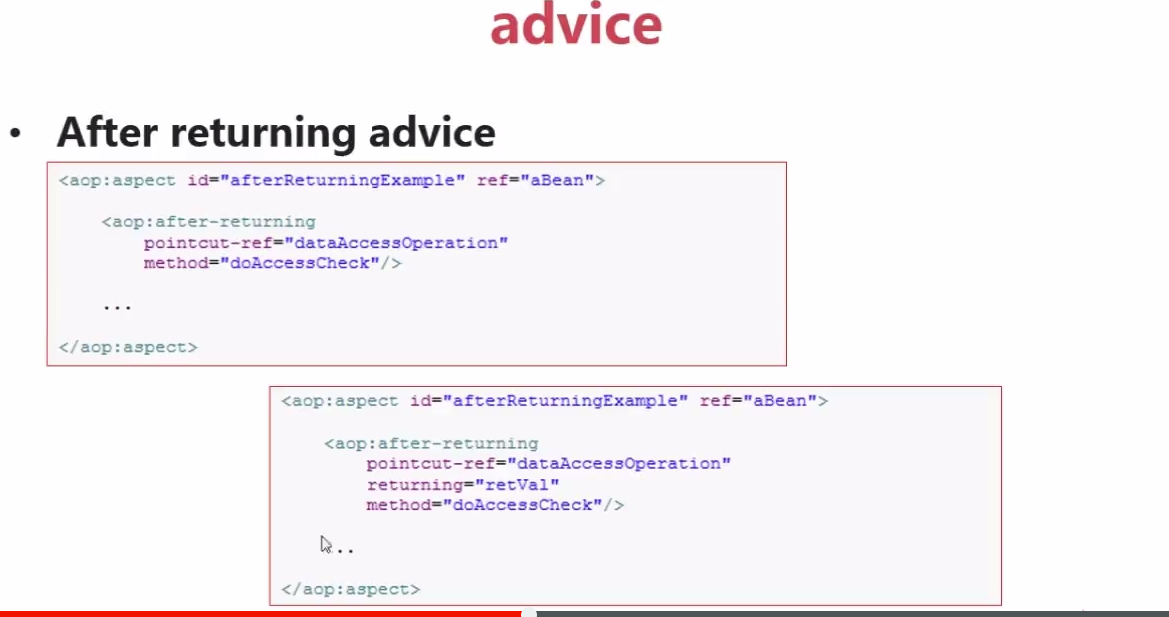 advice
• After returning advice
<aop:aspect id="afterReturningExample" ref="aBean">
<aop:after-returning
pointcut-ref="dataAccessOperation"
method="doAccessCheck"/>
...
</aop:aspect>
<aop:aspect id="afterReturningExample" ref="aBean">
<aop:after-returning
pointcut-ref="dataAccessOperation"
returning="retVal"
method="doAccessCheck"/>
..
</aop:aspect>